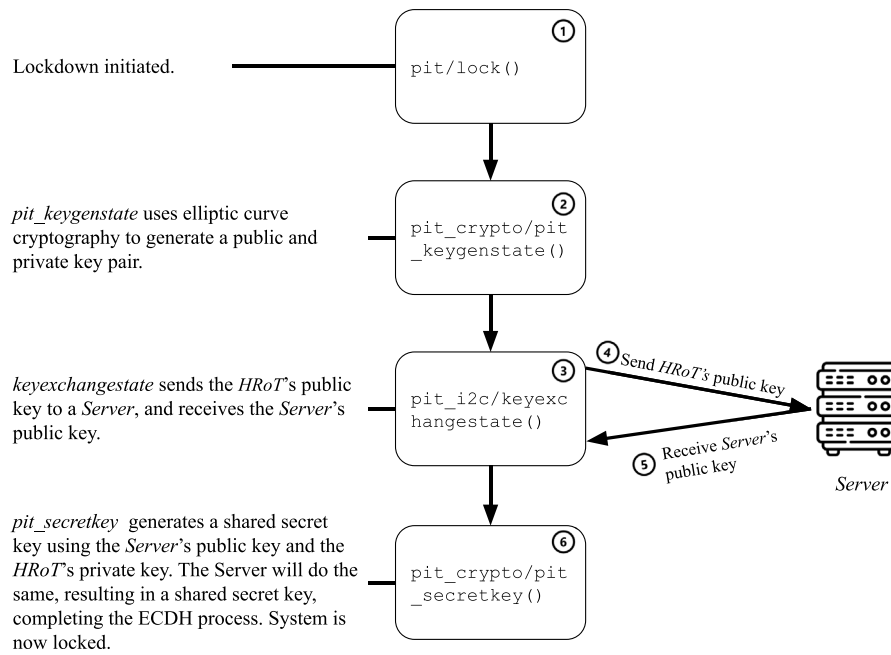 1
Lockdown initiated.
pit/lock()
2
pit_keygenstate uses elliptic curve
cryptography to generate a public and
private key pair.
pit_crypto/pit
_keygenstate()
3
keyexchangestate sends the HRoT's public
key to a Server, and receives the Server's
public key.
pit_i2c/keyexc
hangestate()
4
Send HRoT's public key
5
Receive Server's
public key
Server
6
pit_secretkey generates a shared secret
key using the Server's public key and the
HRoT's private key. The Server will do the
same, resulting in a shared secret key,
completing the ECDH process. System is
now locked.
pit_crypto/pit
_secretkey()